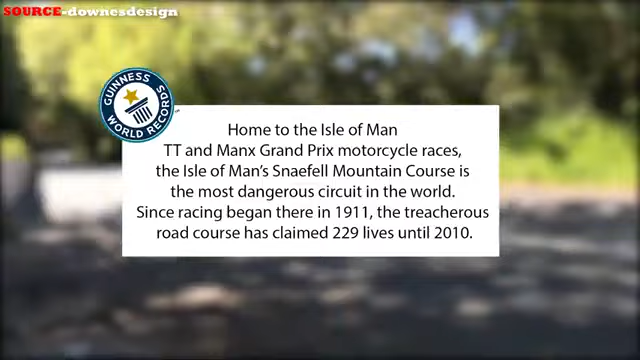 SOURCE-downesdesign
GUINNESS
WORLD RECORDS
™
Home to the Isle of Man
TT and Manx Grand Prix motorcycle races,
the Isle of Man’s Snaefell Mountain Course is
the most dangerous circuit in the world.
Since racing began there in 1911, the treacherous
road course has claimed 229 lives until 2010.